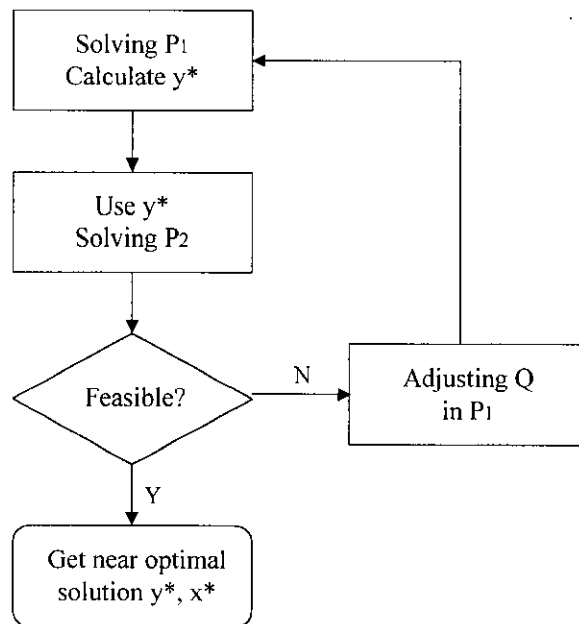 Solving P1
Calculate y*
Use y*
Solving P2
Feasible?
N
Adjusting Q
in P1
Y
Get near optimal
solution y*, x*